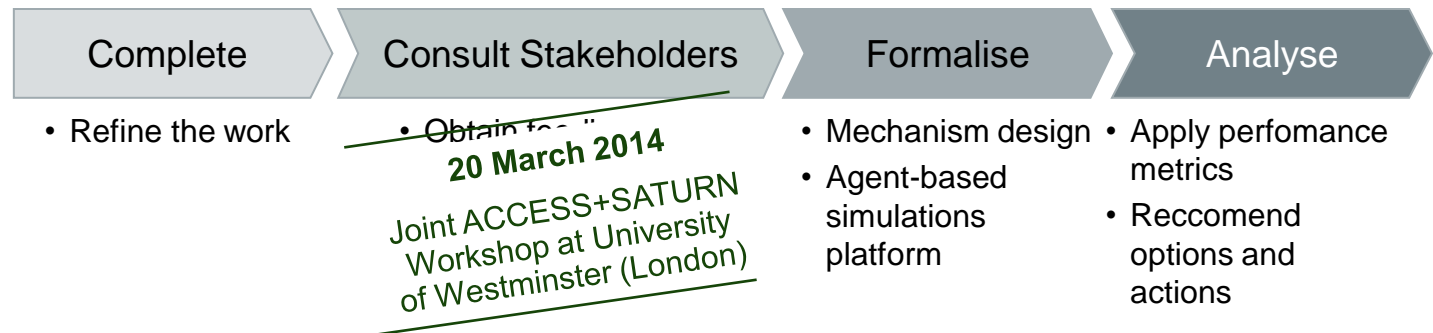 Complete
Consult Stakeholders
Formalise
Analyse
• Refine the work
• Obtain
20 March 2014
Joint ACCESS+SATURN
Workshop at University
of Westminster (London)
• Mechanism design
• Agent-based
simulations
platform
• Apply perfomance
metrics
• Reccomend
options and
actions